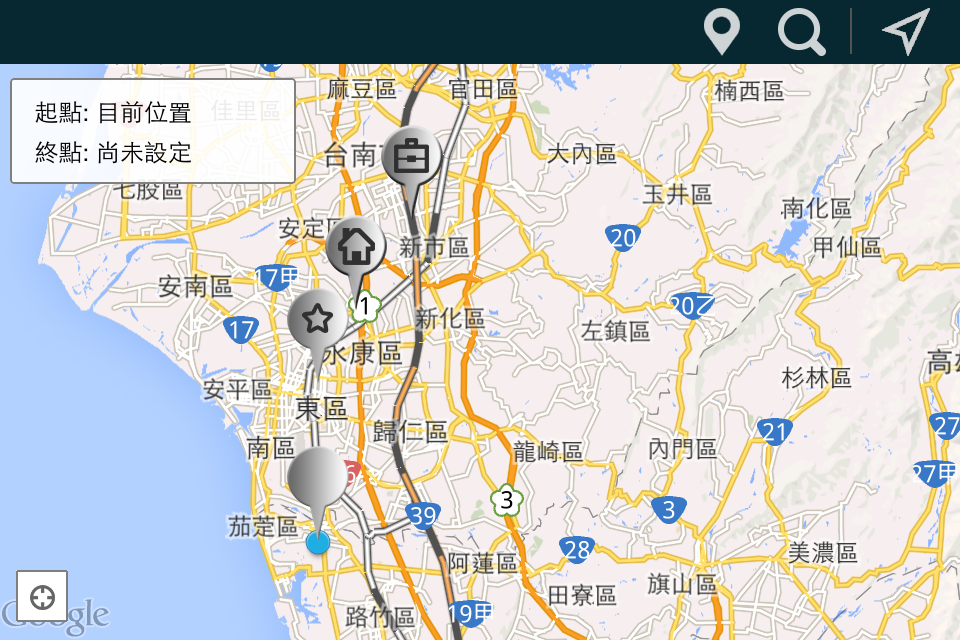 起點: 目前位置
終點: 尚未設定
佳里區
麻豆區
官田區
楠西區
台南
大內區
七股區
玉井區
南化區
安定區
20
新市區
甲仙區
17甲
安南區
1
20乙
17
新化區
左鎮區
永康區
安平區
杉林區
東區
21
27
歸仁區
南區
龍崎區
內門區
27甲
3
3
39
茄萣區
28
美濃區
阿蓮區
旗山區
田寮區
路竹區
19甲
Google